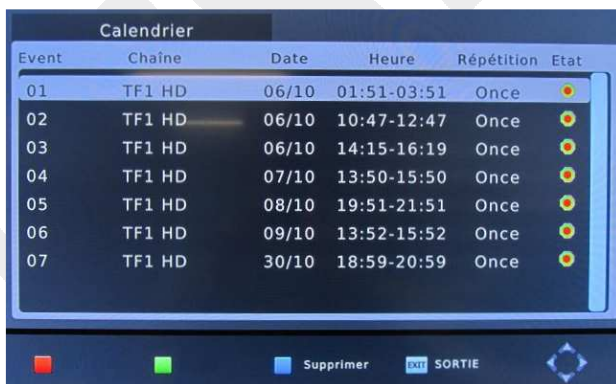 Calendrier
Event Chaîne Date Heure Répétition Etat
01 TF1 HD 06/10 01:51-03:51 Once
02 TF1 HD 06/10 10:47-12:47 Once
03 TF1 HD 06/10 14:15-16:19 Once
04 TF1 HD 07/10 13:50-15:50 Once
05 TF1 HD 08/10 19:51-21:51 Once
06 TF1 HD 09/10 13:52-15:52 Once
07 TF1 HD 30/10 18:59-20:59 Once
Supprimer EXIT SORTIE